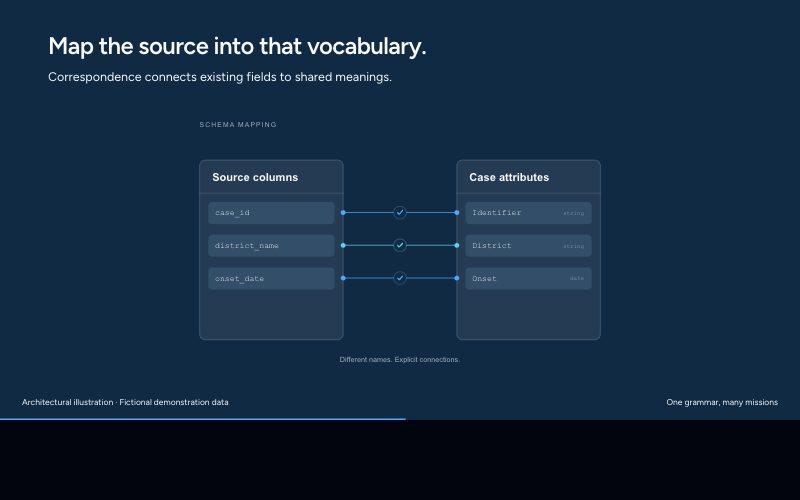 Map the source into that vocabulary.
Correspondence connects existing fields to shared meanings.
SCHEMA MAPPING
Source columns
Case attributes
case_id
Identifier string
district_name
District string
onset_date
Onset date
Different names. Explicit connections.
Architectural illustration · Fictional demonstration data
One grammar, many missions